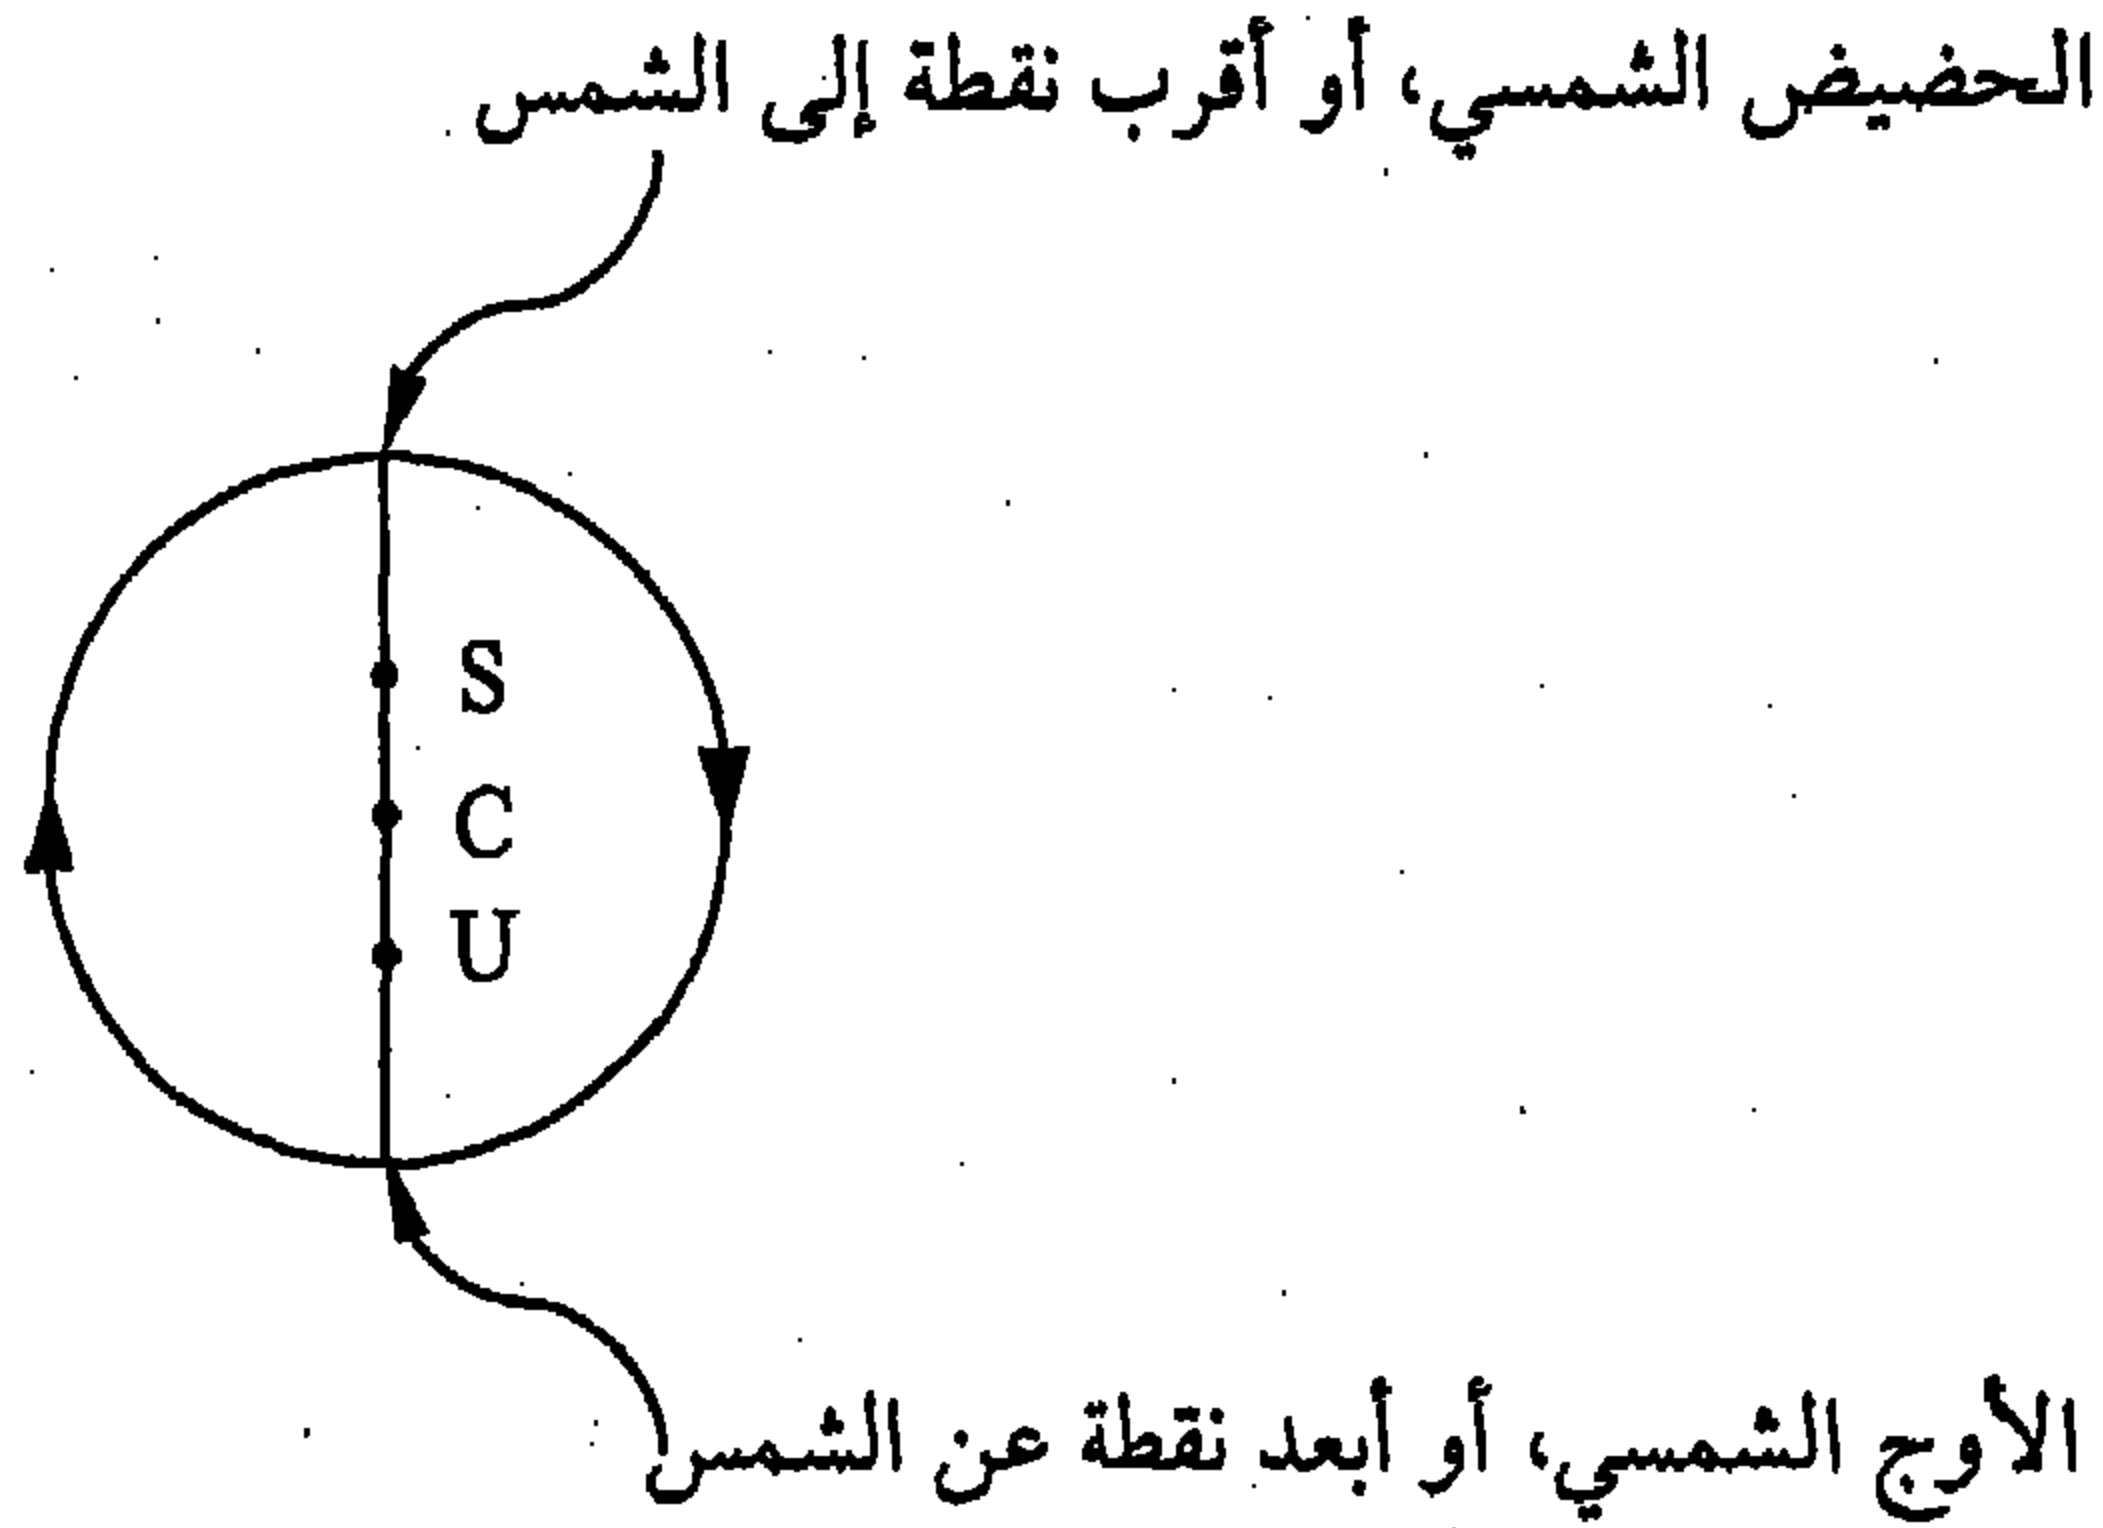 الحضيض الشمسي، أو أقرب نقطة إلى الشمس
S
C
U
الأوج الشمسي، أو أبعد نقطة عن الشمس